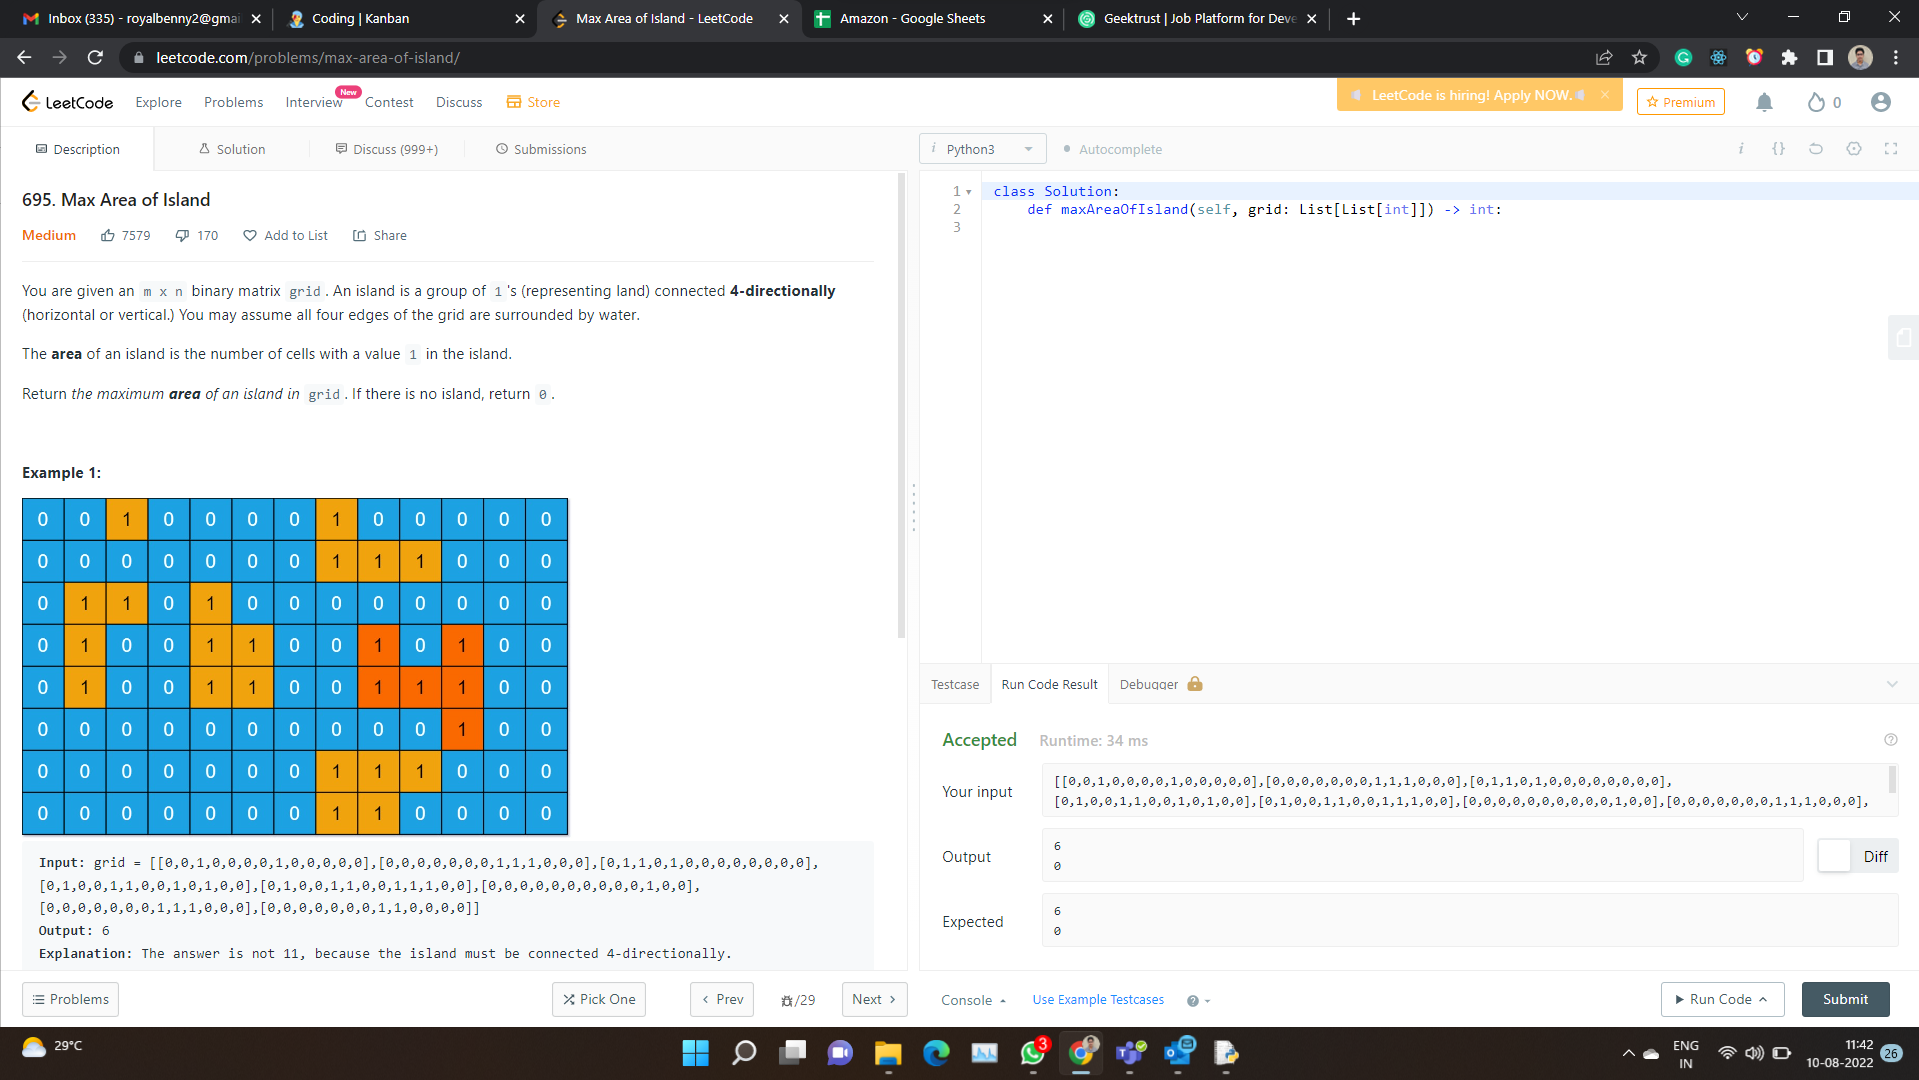 Inbox (335) - royalbenny2@gmai
Coding | Kanban
Max Area of Island - LeetCode
Amazon - Google Sheets
Geektrust | Job Platform for Deve
leetcode.com/problems/max-area-of-island/
LeetCode
Explore
Problems
Interview
New
Contest
Discuss
Store
LeetCode is hiring! Apply NOW.
Premium
0
Description
Solution
Discuss (999+)
Submissions
i Python3
Autocomplete
i
{}
695. Max Area of Island
Medium 7579 170 Add to List Share
You are given an m x n binary matrix grid. An island is a group of 1's (representing land) connected 4-directionally
(horizontal or vertical.) You may assume all four edges of the grid are surrounded by water.
The area of an island is the number of cells with a value 1 in the island.
Return the maximum area of an island in grid. If there is no island, return 0.
Example 1:
0 0 1 0 0 0 0 1 0 0 0 0 0
0 0 0 0 0 0 0 1 1 1 0 0 0
0 1 1 0 1 0 0 0 0 0 0 0 0
0 1 0 0 1 1 0 0 1 0 1 0 0
0 1 0 0 1 1 0 0 1 1 1 0 0
0 0 0 0 0 0 0 0 0 0 1 0 0
0 0 0 0 0 0 0 1 1 1 0 0 0
0 0 0 0 0 0 0 1 1 0 0 0 0
Input: grid = [[0,0,1,0,0,0,0,1,0,0,0,0,0],[0,0,0,0,0,0,0,1,1,1,0,0,0],[0,1,1,0,1,0,0,0,0,0,0,0,0],
[0,1,0,0,1,1,0,0,1,0,1,0,0],[0,1,0,0,1,1,0,0,1,1,1,0,0],[0,0,0,0,0,0,0,0,0,0,1,0,0],
[0,0,0,0,0,0,0,1,1,1,0,0,0],[0,0,0,0,0,0,0,1,1,0,0,0,0]]
Output: 6
Explanation: The answer is not 11, because the island must be connected 4-directionally.
Problems
Pick One
Prev
/29
Next
1 class Solution:
2 def maxAreaOfIsland(self, grid: List[List[int]]) -> int:
3
Testcase
Run Code Result
Debugger
Accepted Runtime: 34 ms
Your input
[[0,0,1,0,0,0,0,1,0,0,0,0,0],[0,0,0,0,0,0,0,1,1,1,0,0,0],[0,1,1,0,1,0,0,0,0,0,0,0,0],
[0,1,0,0,1,1,0,0,1,0,1,0,0],[0,1,0,0,1,1,0,0,1,1,1,0,0],[0,0,0,0,0,0,0,0,0,0,1,0,0],[0,0,0,0,0,0,0,1,1,1,0,0,0],
Output
6
0
Diff
Expected
6
0
Console
Use Example Testcases
Run Code
Submit
29°C
3
ENG
IN
11:42
10-08-2022
26